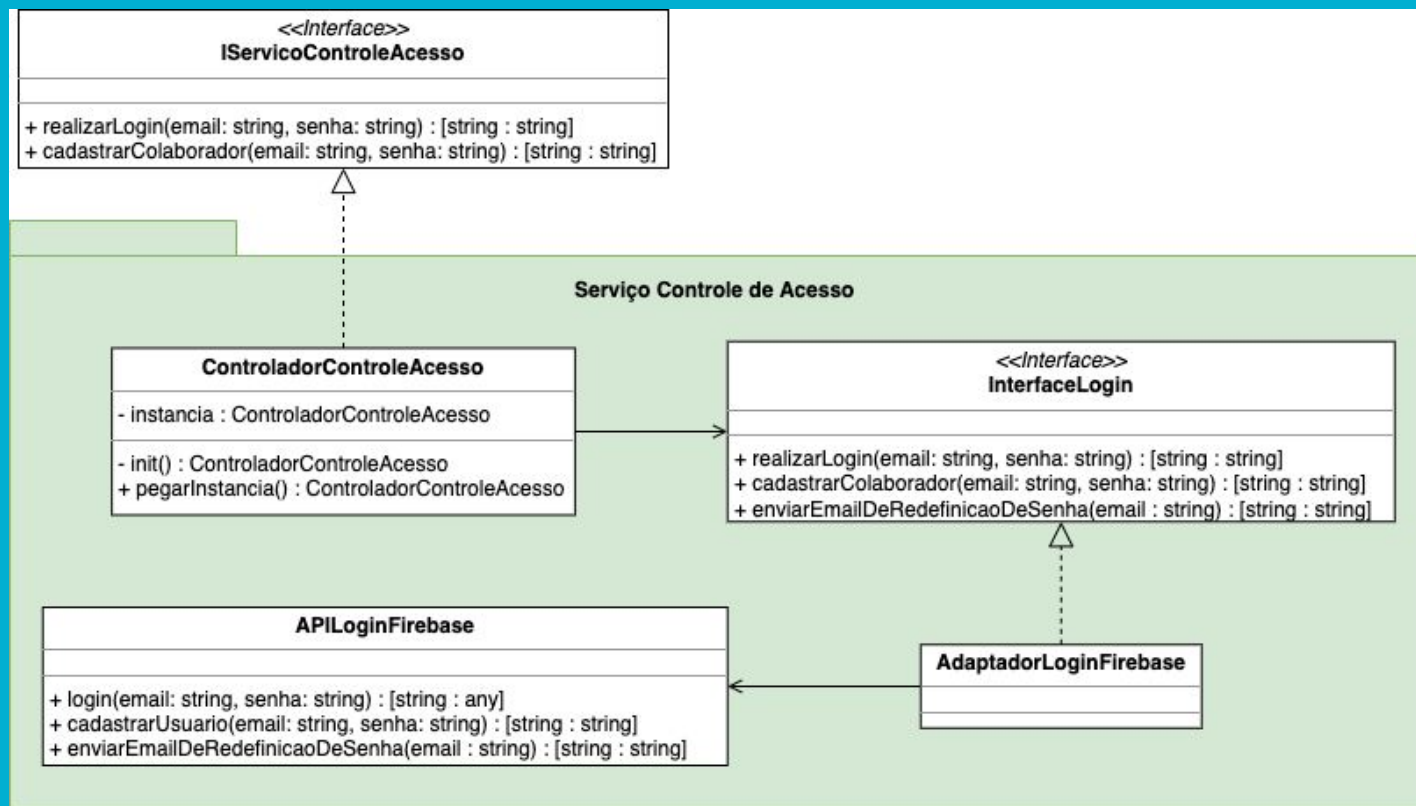 <<Interface>>
IServicoControleAcesso
+ realizarLogin(email: string, senha: string) : [string : string]
+ cadastrarColaborador(email: string, senha: string) : [string : string]
Serviço Controle de Acesso
ControladorControleAcesso
- instancia : ControladorControleAcesso
- init() : ControladorControleAcesso
+ pegarInstancia() : ControladorControleAcesso
<<Interface>>
InterfaceLogin
+ realizarLogin(email: string, senha: string) : [string : string]
+ cadastrarColaborador(email: string, senha: string) : [string : string]
+ enviarEmailDeRedefinicaoDeSenha(email : string) : [string : string]
APILoginFirebase
+ login(email: string, senha: string) : [string : any]
+ cadastrarUsuario(email: string, senha: string) : [string : string]
+ enviarEmailDeRedefinicaoDeSenha(email : string) : [string : string]
AdaptadorLoginFirebase